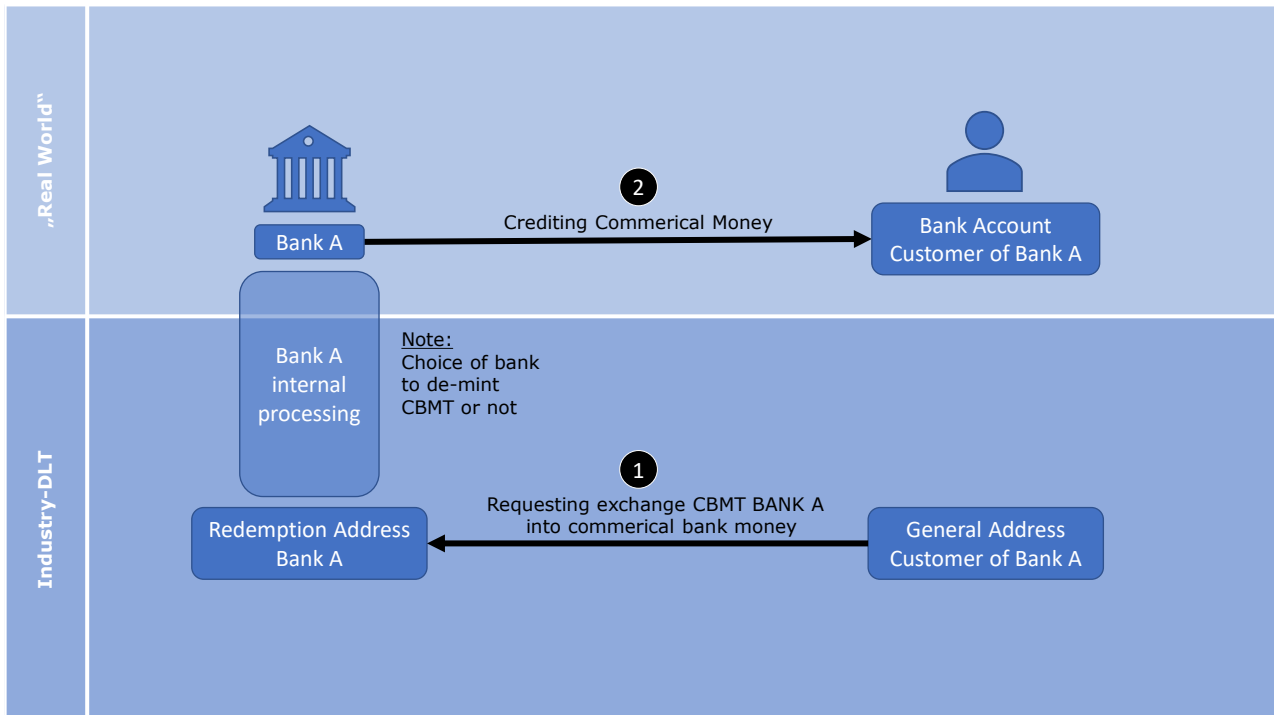 „Real World“
2
Crediting Commerical Money
Bank A
Bank Account
Customer of Bank A
Bank A
internal
processing
Note:
Choice of bank
to de-mint
CBMT or not
Industry-DLT
1
Requesting exchange CBMT BANK A
into commerical bank money
Redemption Address
Bank A
General Address
Customer of Bank A